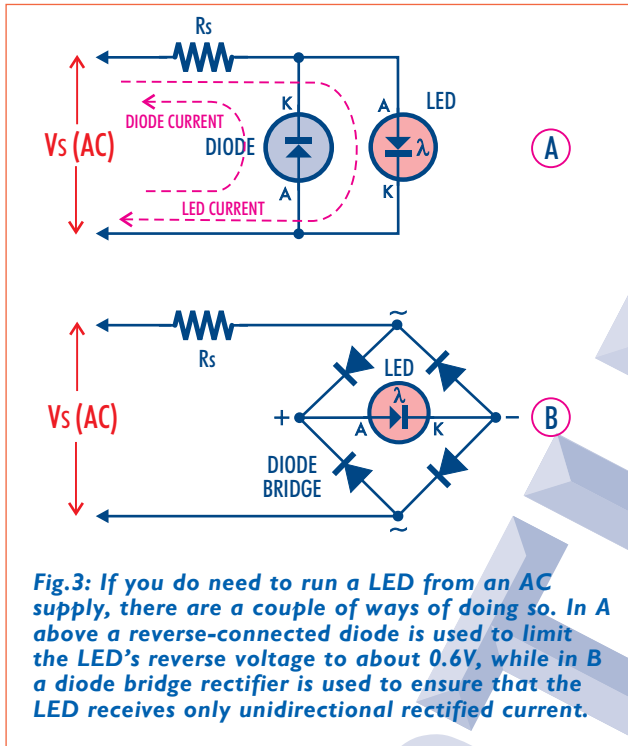 Rs
K
A
LED
DIODE CURRENT
Vs (AC)
DIODE
λ
A
A
K
LED CURRENT
~
Rs
LED
λ
Vs (AC)
+
A
K
–
B
DIODE
BRIDGE
~
Fig.3: If you do need to run a LED from an AC
supply, there are a couple of ways of doing so. In A
above a reverse-connected diode is used to limit
the LED's reverse voltage to about 0.6V, while in B
a diode bridge rectifier is used to ensure that the
LED receives only unidirectional rectified current.